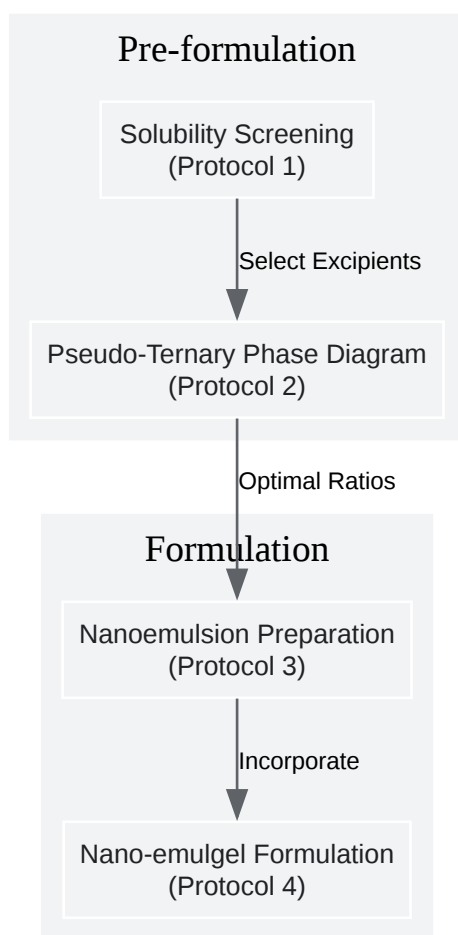 Pre-formulation
Solubility Screening
(Protocol 1)
Select Excipients
Pseudo-Ternary Phase Diagram
(Protocol 2)
Optimal Ratios
Formulation
Nanoemulsion Preparation
(Protocol 3)
Incorporate
Nano-emulgel Formulation
(Protocol 4)